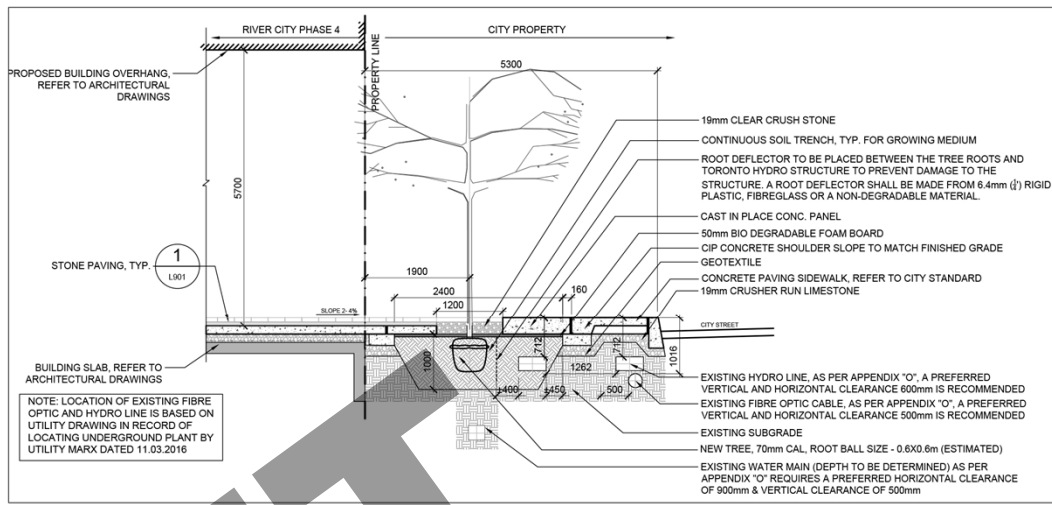 RIVER CITY PHASE 4
CITY PROPERTY
PROPERTY LINE
5300
PROPOSED BUILDING OVERHANG,
REFER TO ARCHITECTURAL
DRAWINGS
5700
1
L901
STONE PAVING, TYP.
SLOPE 2- 4%
1900
2400
160
1200
19mm CLEAR CRUSH STONE
CONTINUOUS SOIL TRENCH, TYP. FOR GROWING MEDIUM
ROOT DEFLECTOR TO BE PLACED BETWEEN THE TREE ROOTS AND
TORONTO HYDRO STRUCTURE TO PREVENT DAMAGE TO THE
STRUCTURE. A ROOT DEFLECTOR SHALL BE MADE FROM 6.4mm (¼") RIGID
PLASTIC, FIBREGLASS OR A NON-DEGRADABLE MATERIAL.
CAST IN PLACE CONC. PANEL
50mm BIO DEGRADABLE FOAM BOARD
CIP CONCRETE SHOULDER SLOPE TO MATCH FINISHED GRADE
GEOTEXTILE
CONCRETE PAVING SIDEWALK, REFER TO CITY STANDARD
19mm CRUSHER RUN LIMESTONE
CITY STREET
1000
712
1262
712
1016
±400
±450
500
BUILDING SLAB, REFER TO
ARCHITECTURAL DRAWINGS
NOTE: LOCATION OF EXISTING FIBRE
OPTIC AND HYDRO LINE IS BASED ON
UTILITY DRAWING IN RECORD OF
LOCATING UNDERGROUND PLANT BY
UTILITY MARX DATED 11.03.2016
EXISTING HYDRO LINE, AS PER APPENDIX "O", A PREFERRED
VERTICAL AND HORIZONTAL CLEARANCE 600mm IS RECOMMENDED
EXISTING FIBRE OPTIC CABLE, AS PER APPENDIX "O", A PREFERRED
VERTICAL AND HORIZONTAL CLEARANCE 500mm IS RECOMMENDED
EXISTING SUBGRADE
NEW TREE, 70mm CAL, ROOT BALL SIZE - 0.6X0.6m (ESTIMATED)
EXISTING WATER MAIN (DEPTH TO BE DETERMINED) AS PER
APPENDIX "O" REQUIRES A PREFERRED HORIZONTAL CLEARANCE
OF 900mm & VERTICAL CLEARANCE OF 500mm